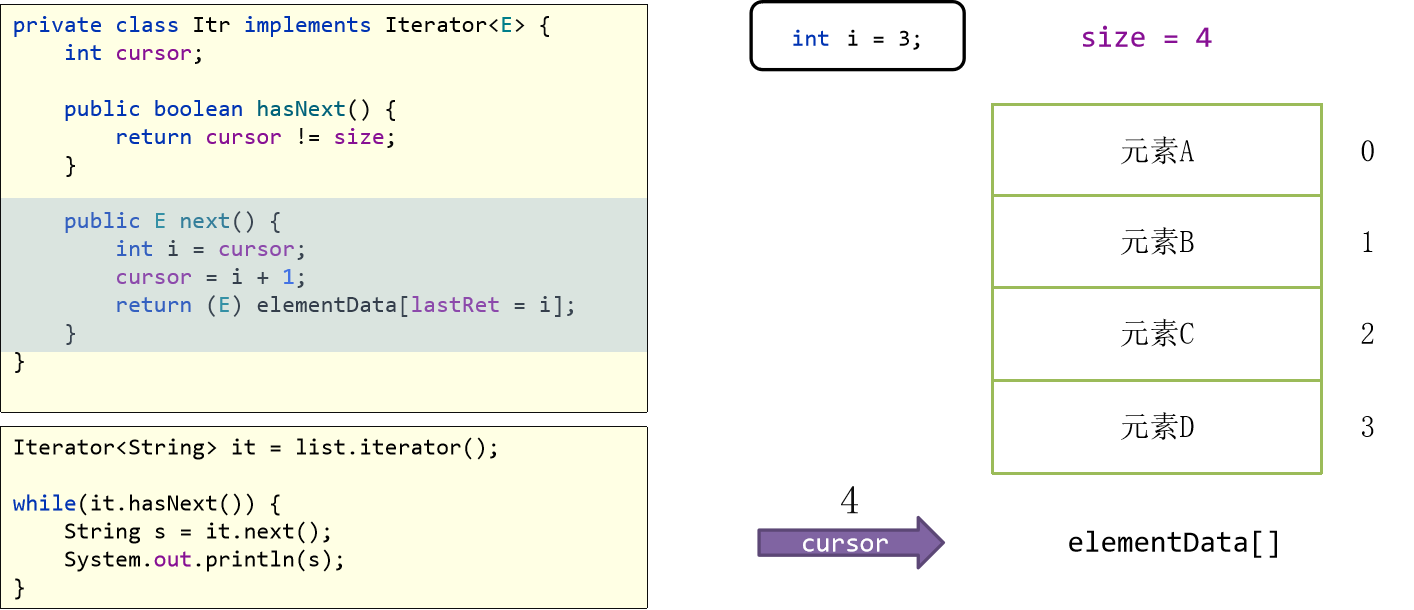 private class Itr implements Iterator<E> {
    int cursor;

    public boolean hasNext() {
        return cursor != size;
    }

    public E next() {
        int i = cursor;
        cursor = i + 1;
        return (E) elementData[lastRet = i];
    }
}
Iterator<String> it = list.iterator();

while(it.hasNext()) {
    String s = it.next();
    System.out.println(s);
}
int i = 3;
size = 4
元素A 0
元素B 1
元素C 2
元素D 3
4
cursor
elementData[]